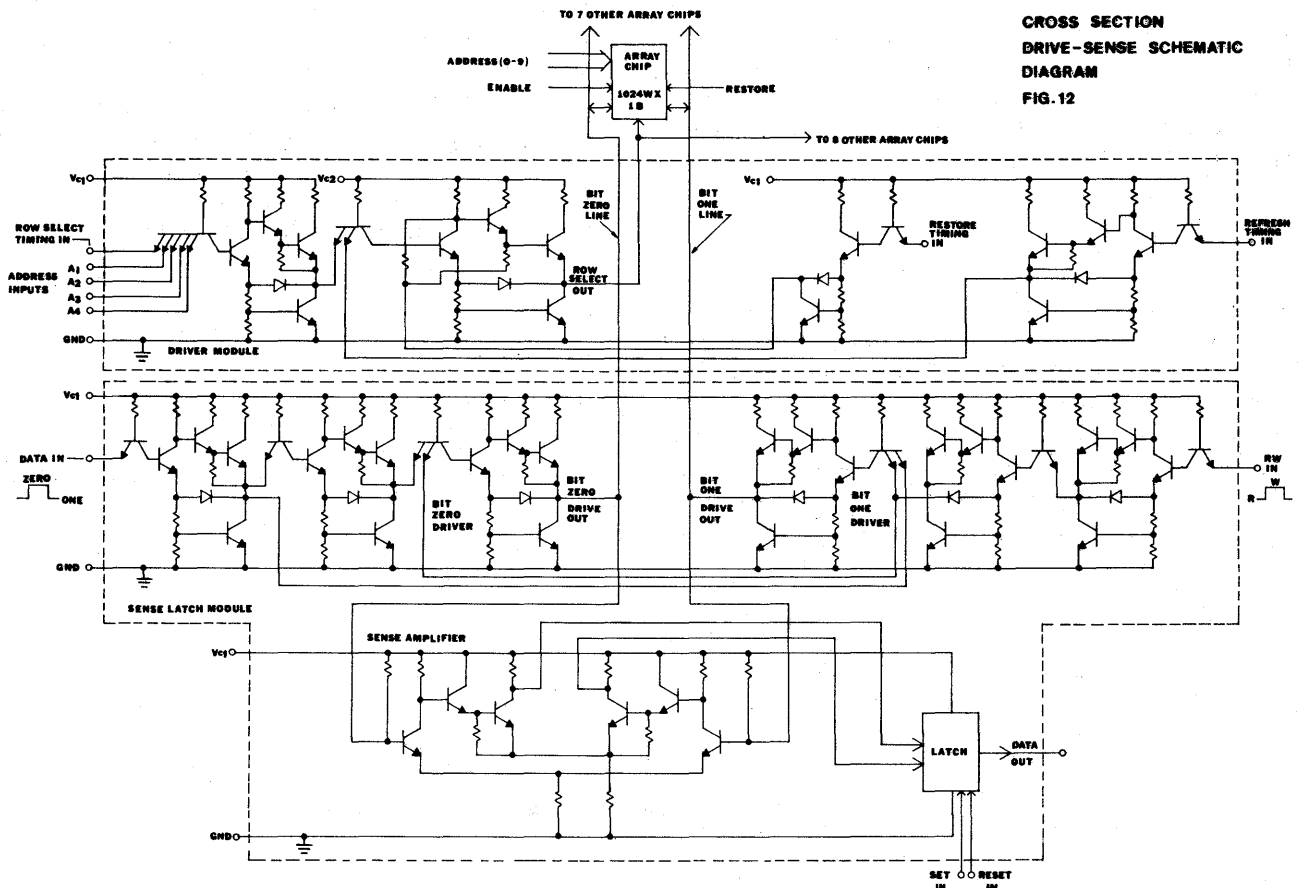 TO 7 OTHER ARRAY CHIPS
CROSS SECTION
DRIVE-SENSE SCHEMATIC
DIAGRAM
FIG. 12
ADDRESS (0-9)
ARRAY
CHIP
ENABLE
1024WX
1B
RESTORE
TO 8 OTHER ARRAY CHIPS
Vc1
Vc2
BIT
ZERO
LINE
BIT
ONE
LINE
Vc1
ROW SELECT
TIMING IN
RESTORE
TIMING
IN
REFRESH
TIMING
IN
ADDRESS
INPUTS
A1
A2
A3
A4
ROW
SELECT
OUT
GND
DRIVER MODULE
Vc1
DATA IN
ZERO
ONE
BIT
ZERO
DRIVER
BIT
ZERO
DRIVE
OUT
BIT
ONE
DRIVE
OUT
BIT
ONE
DRIVER
RW
IN
W
R
GND
SENSE LATCH MODULE
SENSE AMPLIFIER
Vc1
LATCH
DATA
OUT
GND
SET
IN
RESET
IN